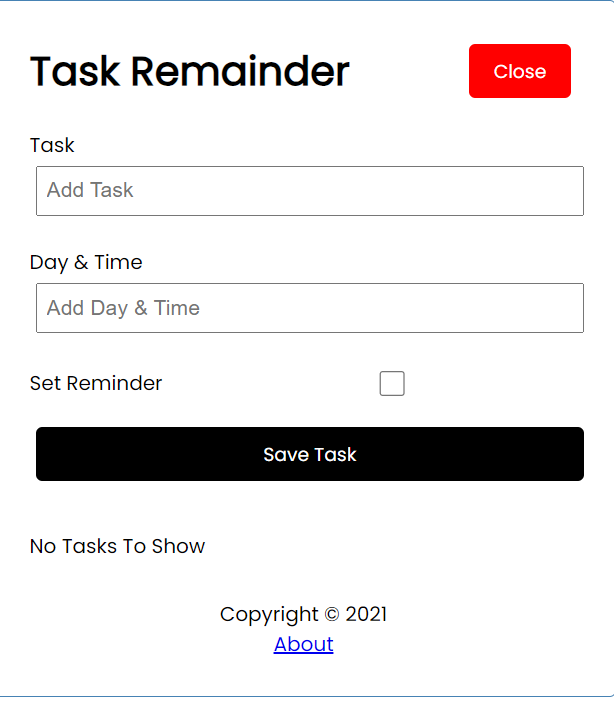 Task Remainder
Close
Task
Add Task
Day & Time
Add Day & Time
Set Reminder
Save Task
No Tasks To Show
Copyright © 2021
About